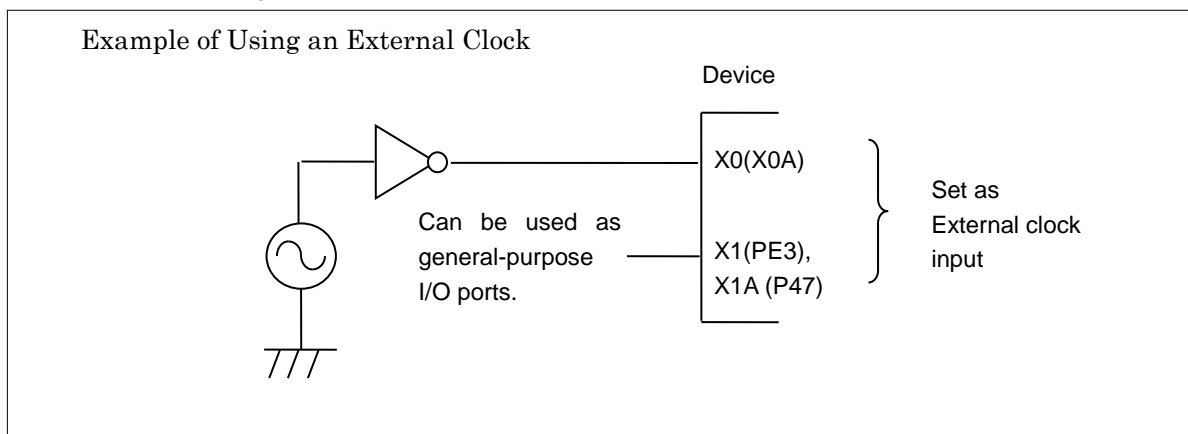 Example of Using an External Clock
Device
X0(X0A)
Can be used as
general-purpose
I/O ports.
X1(PE3),
X1A (P47)
Set as
External clock
input